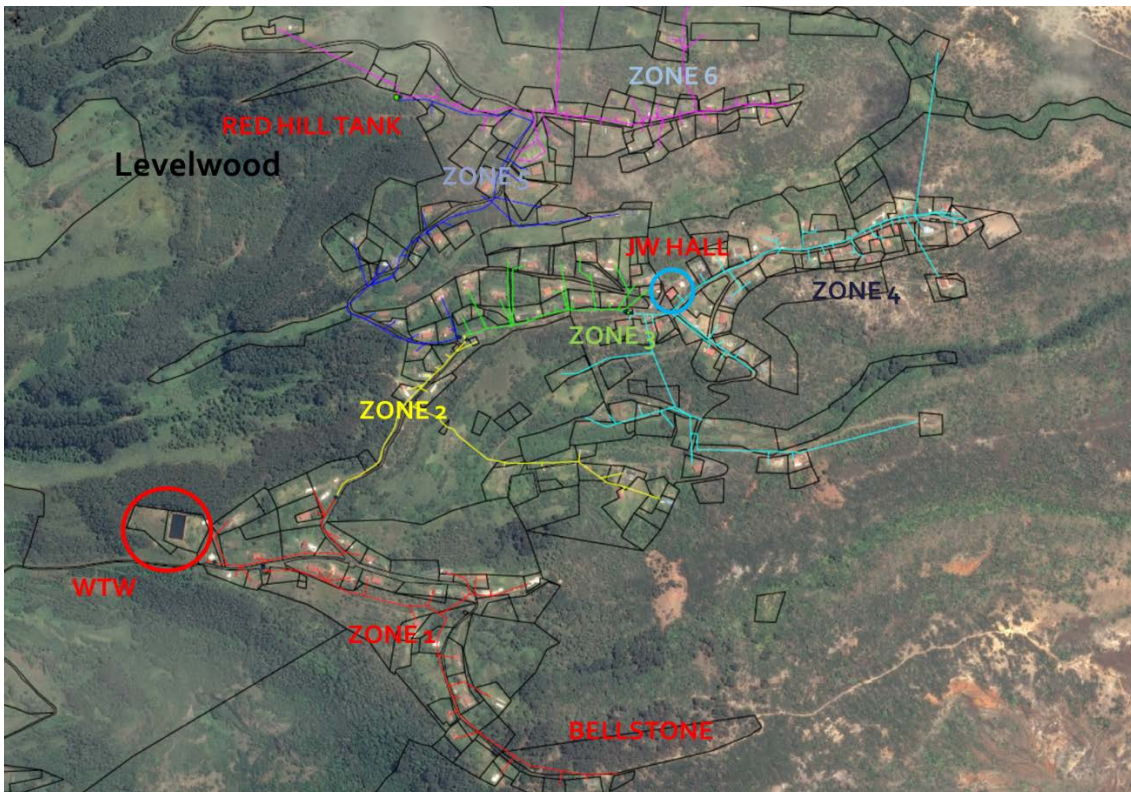 ZONE 6
RED HILL TANK
Levelwood
ZONE 5
JW HALL
ZONE 4
ZONE 3
ZONE 2
WTW
ZONE 1
BELLSTONE